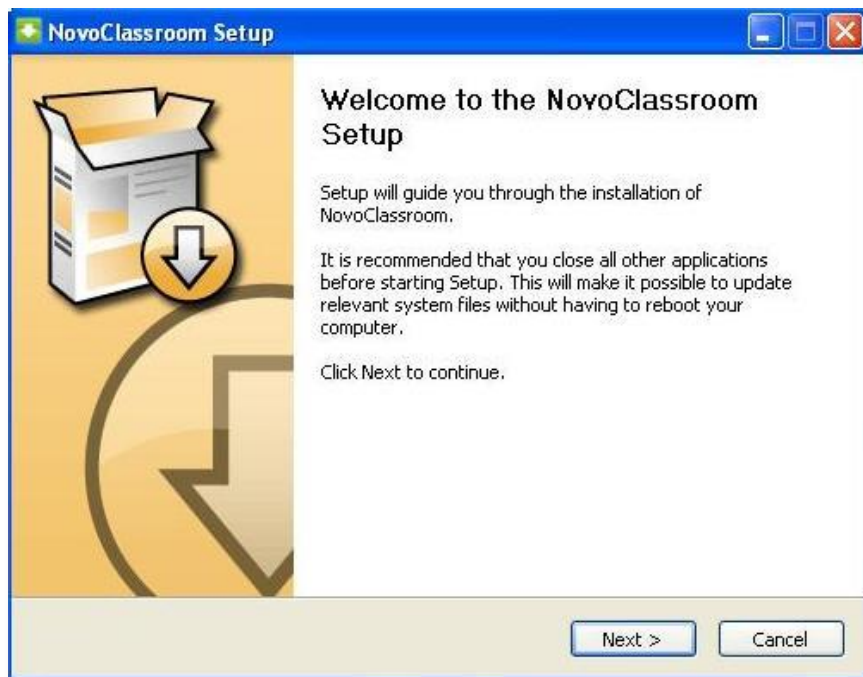 NovoClassroom Setup
Welcome to the NovoClassroom
Setup
Setup will guide you through the installation of
NovoClassroom.
It is recommended that you close all other applications
before starting Setup. This will make it possible to update
relevant system files without having to reboot your
computer.
Click Next to continue.
Next >
Cancel